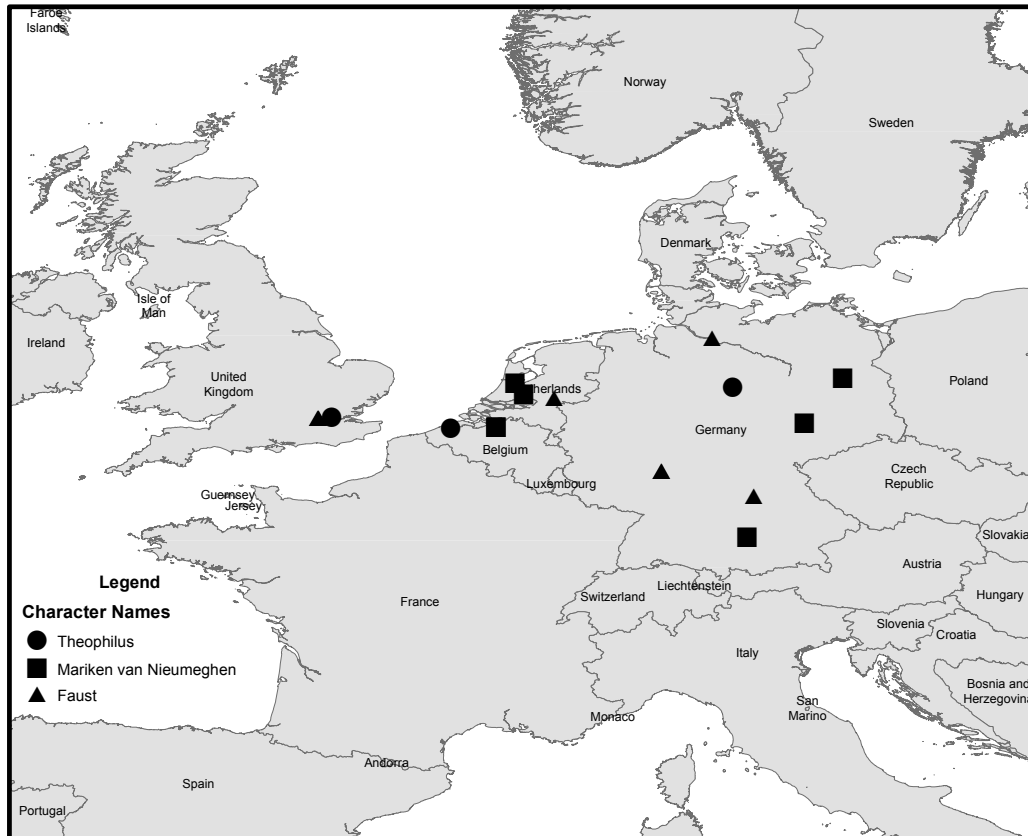 Faroe
Islands
Norway
Sweden
Denmark
Isle of
Man
Ireland
United
Kingdom
therlands
Poland
Germany
Belgium
Czech
Republic
Luxembourg
Guernsey
Jersey
Slovakia
Austria
Liechtenstein
Switzerland
France
Hungary
Slovenia
Croatia
Italy
Bosnia and
Herzegovina
San
Marino
Monaco
Andorra
Spain
Portugal
Legend
Character Names
Theophilus
Mariken van Nieumeghen
Faust